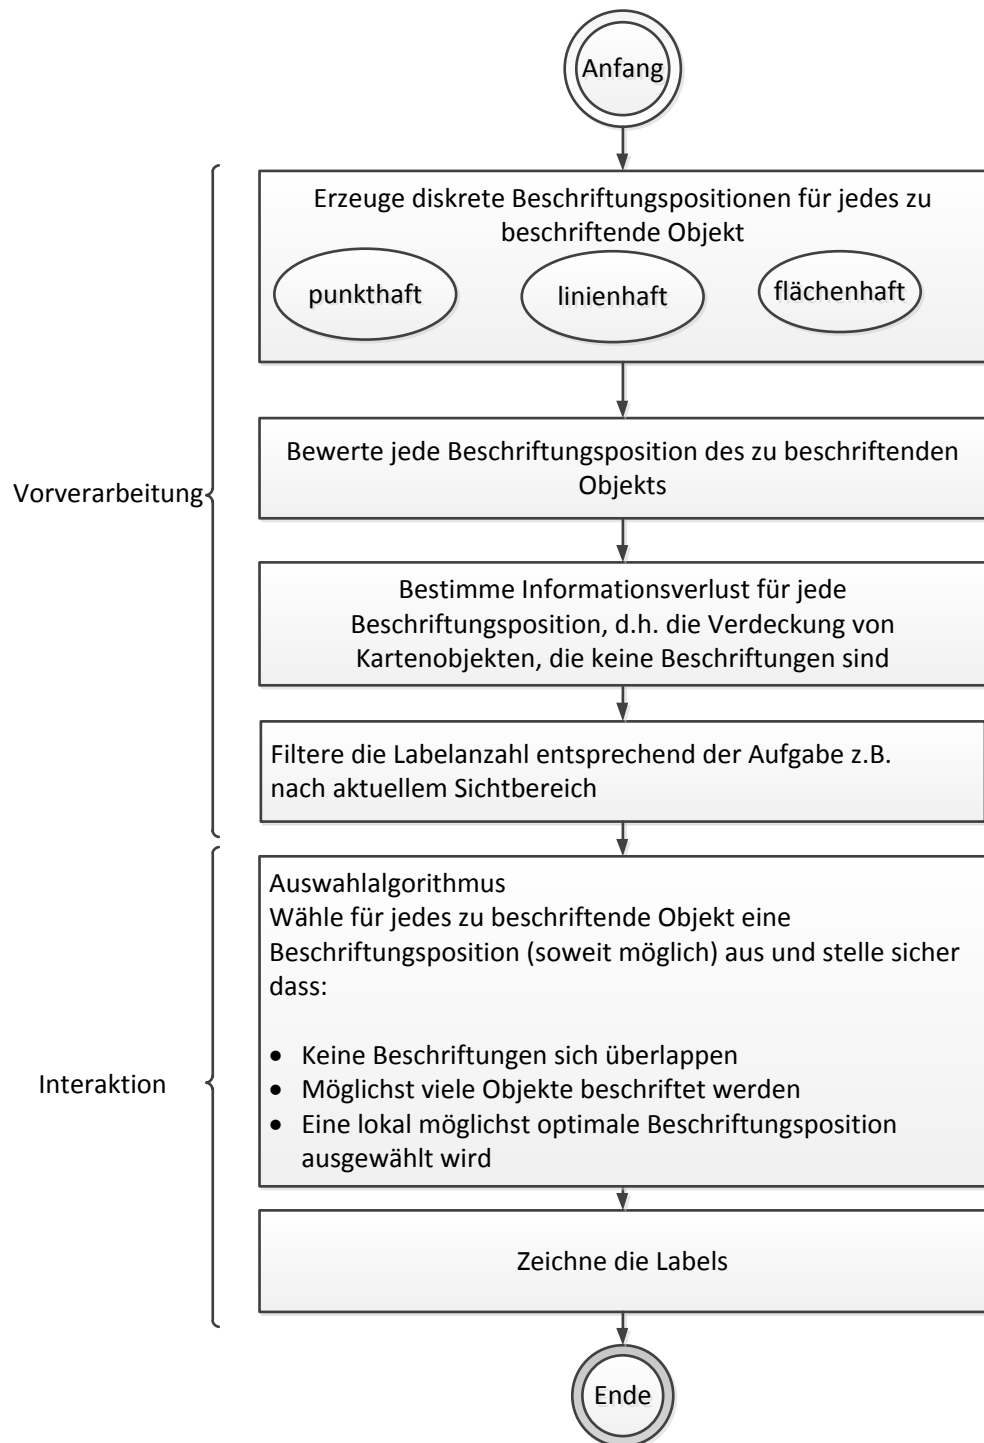 Anfang
Erzeuge diskrete Beschriftungspositionen für jedes zu
beschriftende Objekt
punkthaft
linienhaft
flächenhaft
Bewerte jede Beschriftungsposition des zu beschriftenden
Objekts
Vorverarbeitung
Bestimme Informationsverlust für jede
Beschriftungsposition, d.h. die Verdeckung von
Kartenobjekten, die keine Beschriftungen sind
Filtere die Labelanzahl entsprechend der Aufgabe z.B.
nach aktuellem Sichtbereich
Auswahlalgorithmus
Wähle für jedes zu beschriftende Objekt eine
Beschriftungsposition (soweit möglich) aus und stelle sicher
dass:
• Keine Beschriftungen sich überlappen
• Möglichst viele Objekte beschriftet werden
• Eine lokal möglichst optimale Beschriftungsposition
ausgewählt wird
Interaktion
Zeichne die Labels
Ende